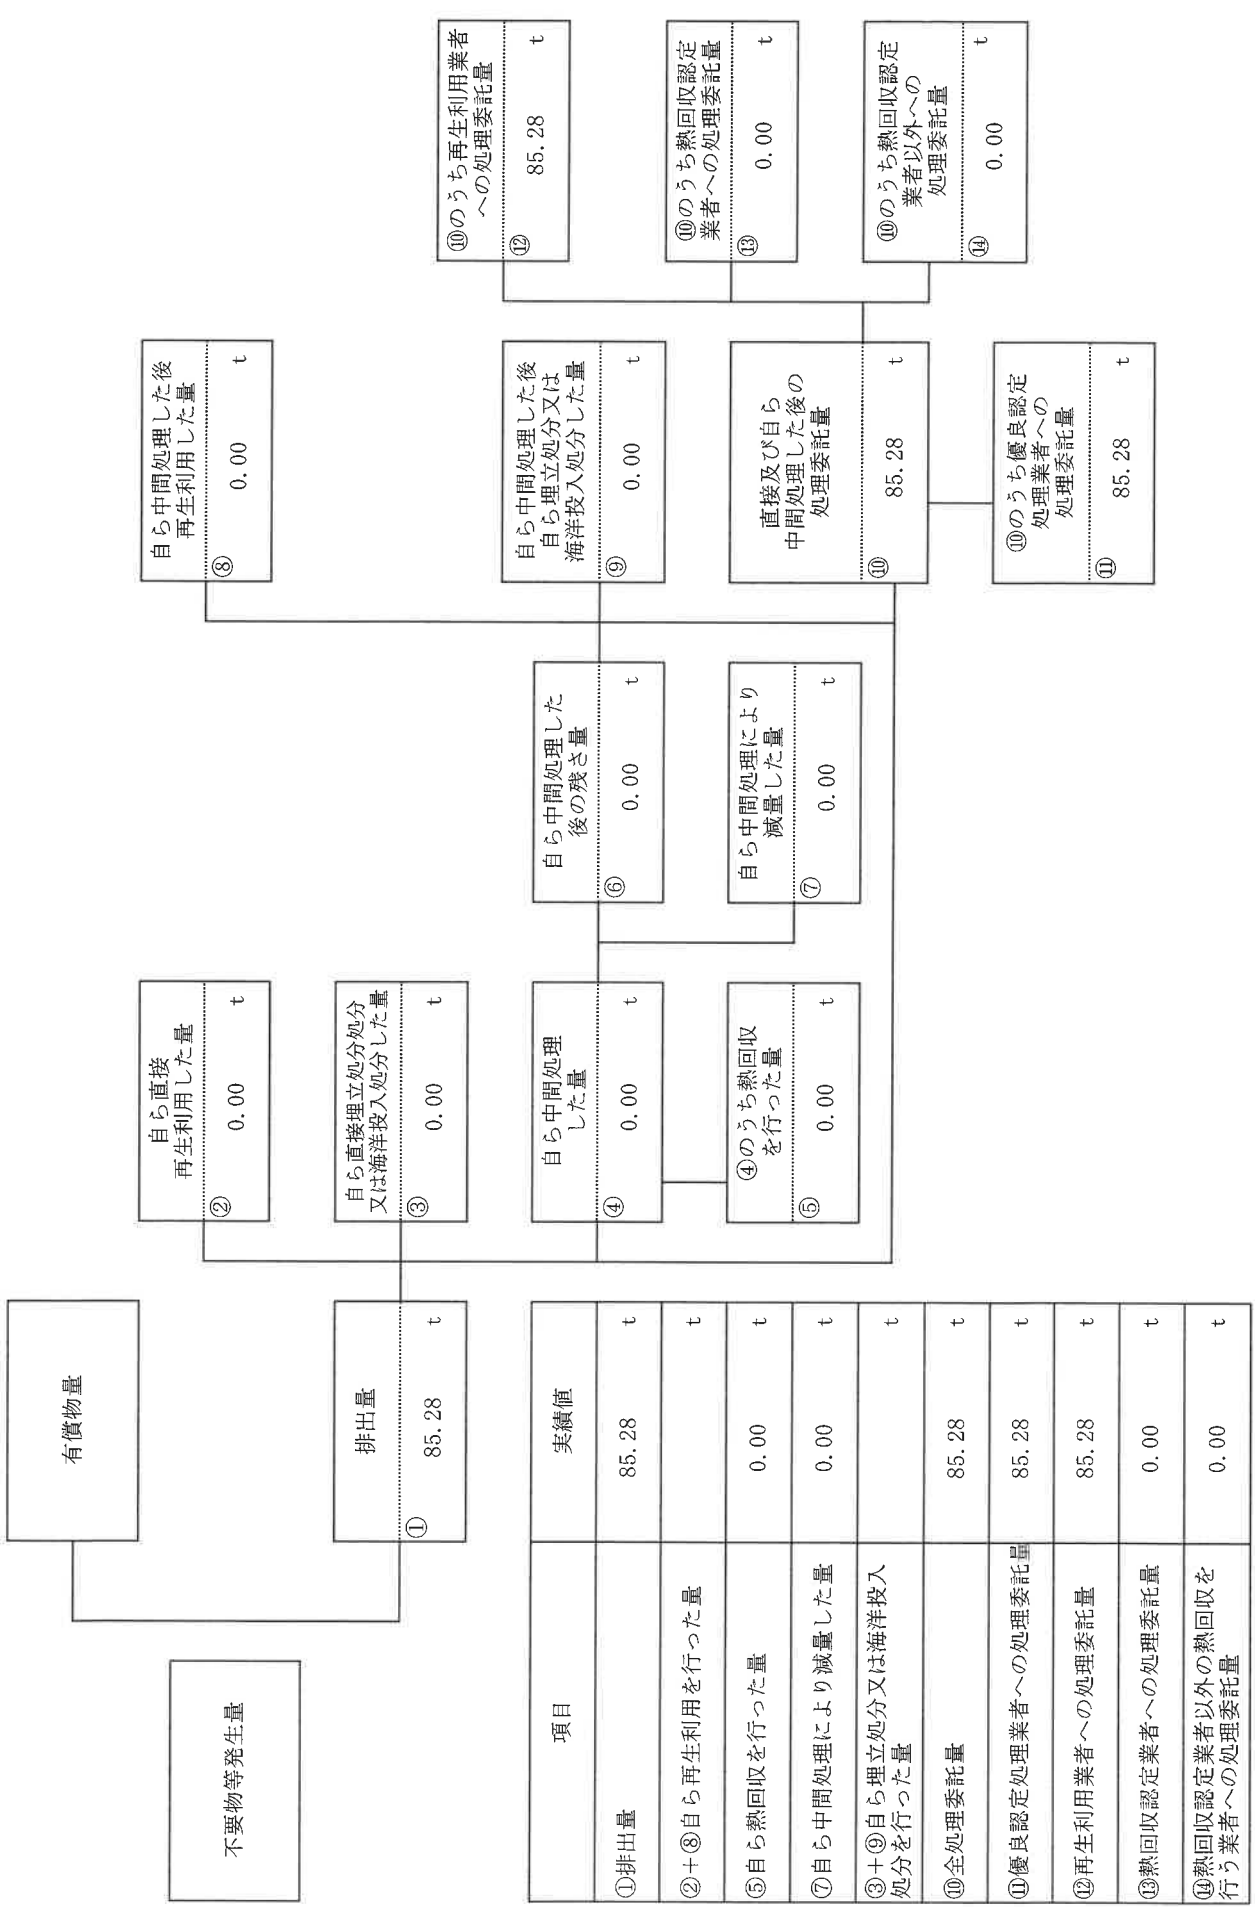 不要物等発生量
有償物量
排出量
① 85.28 t
自ら直接
再生利用した量
② 0.00 t
自ら直接埋立処分処分
又は海洋投入処分した量
③ 0.00 t
自ら中間処理
した量
④ 0.00 t
④のうち熱回収
を行った量
⑤ 0.00 t
自ら中間処理した
後の残さ量
⑥ 0.00 t
自ら中間処理により
減量した量
⑦ 0.00 t
自ら中間処理した後
再生利用した量
⑧ 0.00 t
自ら中間処理した後
自ら埋立処分又は
海洋投入処分した量
⑨ 0.00 t
直接及び自ら
中間処理した後の
処理委託量
⑩ 85.28 t
⑩のうち優良認定
処理業者への
処理委託量
⑪ 85.28 t
⑩のうち再生利用業者
への処理委託量
⑫ 85.28 t
⑩のうち熱回収認定
業者への処理委託量
⑬ 0.00 t
⑩のうち熱回収認定
業者以外への
処理委託量
⑭ 0.00 t
項目 実績値
①排出量 85.28 t
②+⑧自ら再生利用を行った量 t
⑤自ら熱回収を行った量 0.00 t
⑦自ら中間処理により減量した量 0.00 t
③+⑨自ら埋立処分又は海洋投入
処分を行った量 t
⑩全処理委託量 85.28 t
⑪優良認定処理業者への処理委託量 85.28 t
⑫再生利用業者への処理委託量 85.28 t
⑬熱回収認定業者への処理委託量 0.00 t
⑭熱回収認定業者以外の熱回収を
行う業者への処理委託量 0.00 t